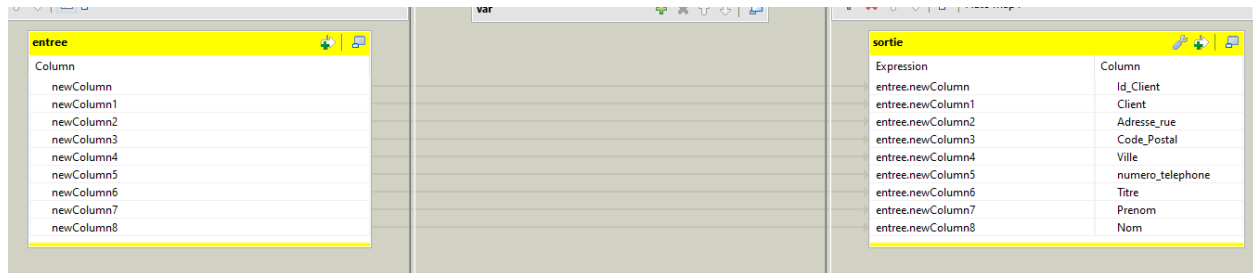 var
entree
Column
newColumn
newColumn1
newColumn2
newColumn3
newColumn4
newColumn5
newColumn6
newColumn7
newColumn8
sortie
Expression Column
entree.newColumn Id_Client
entree.newColumn1 Client
entree.newColumn2 Adresse_rue
entree.newColumn3 Code_Postal
entree.newColumn4 Ville
entree.newColumn5 numero_telephone
entree.newColumn6 Titre
entree.newColumn7 Prenom
entree.newColumn8 Nom